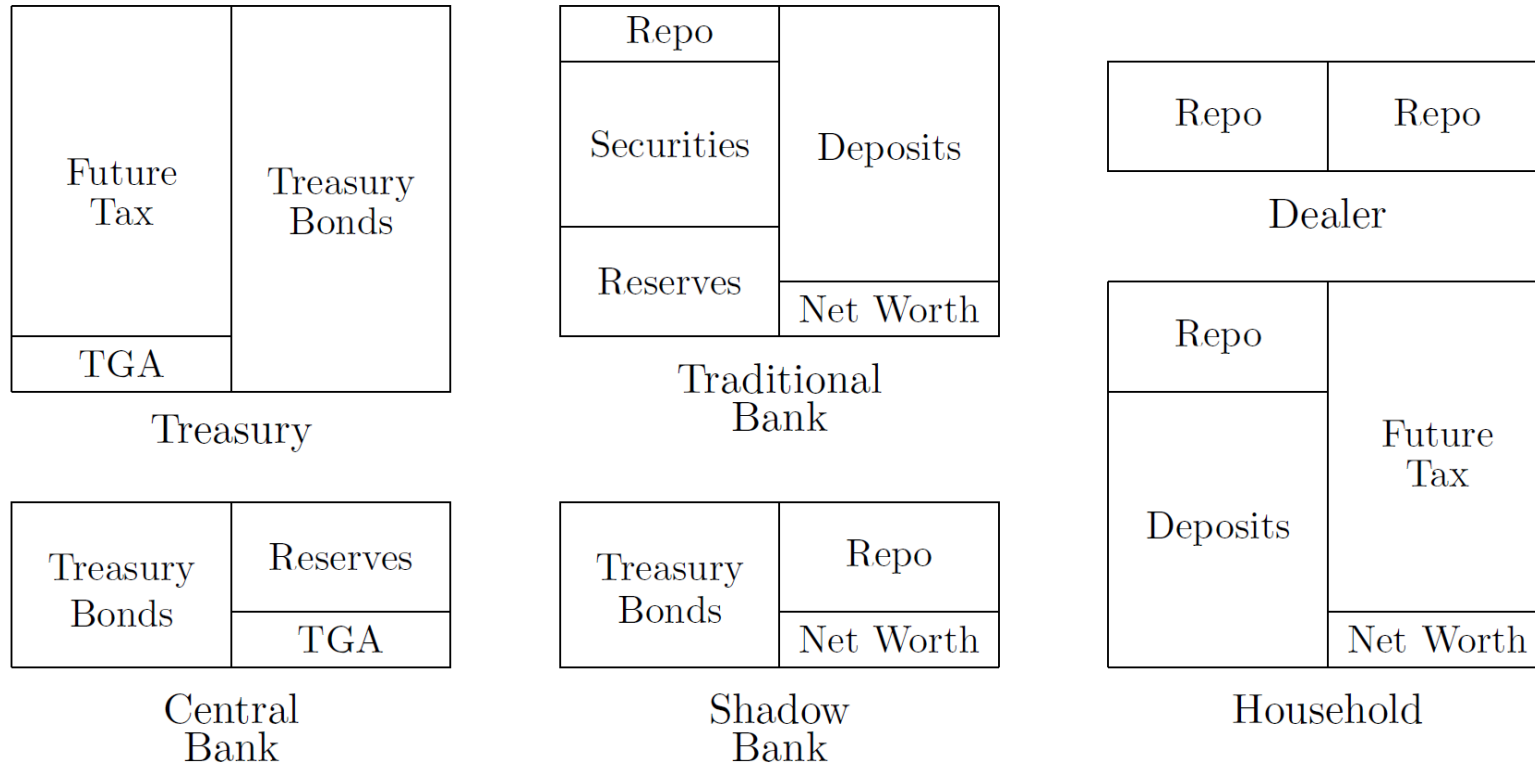 Future
Tax
TGA
Treasury
Bonds
Treasury
Repo
Securities
Reserves
Deposits
Net Worth
Traditional
Bank
Repo
Repo
Dealer
Treasury
Bonds
Reserves
TGA
Central
Bank
Treasury
Bonds
Repo
Net Worth
Shadow
Bank
Repo
Deposits
Future
Tax
Net Worth
Household